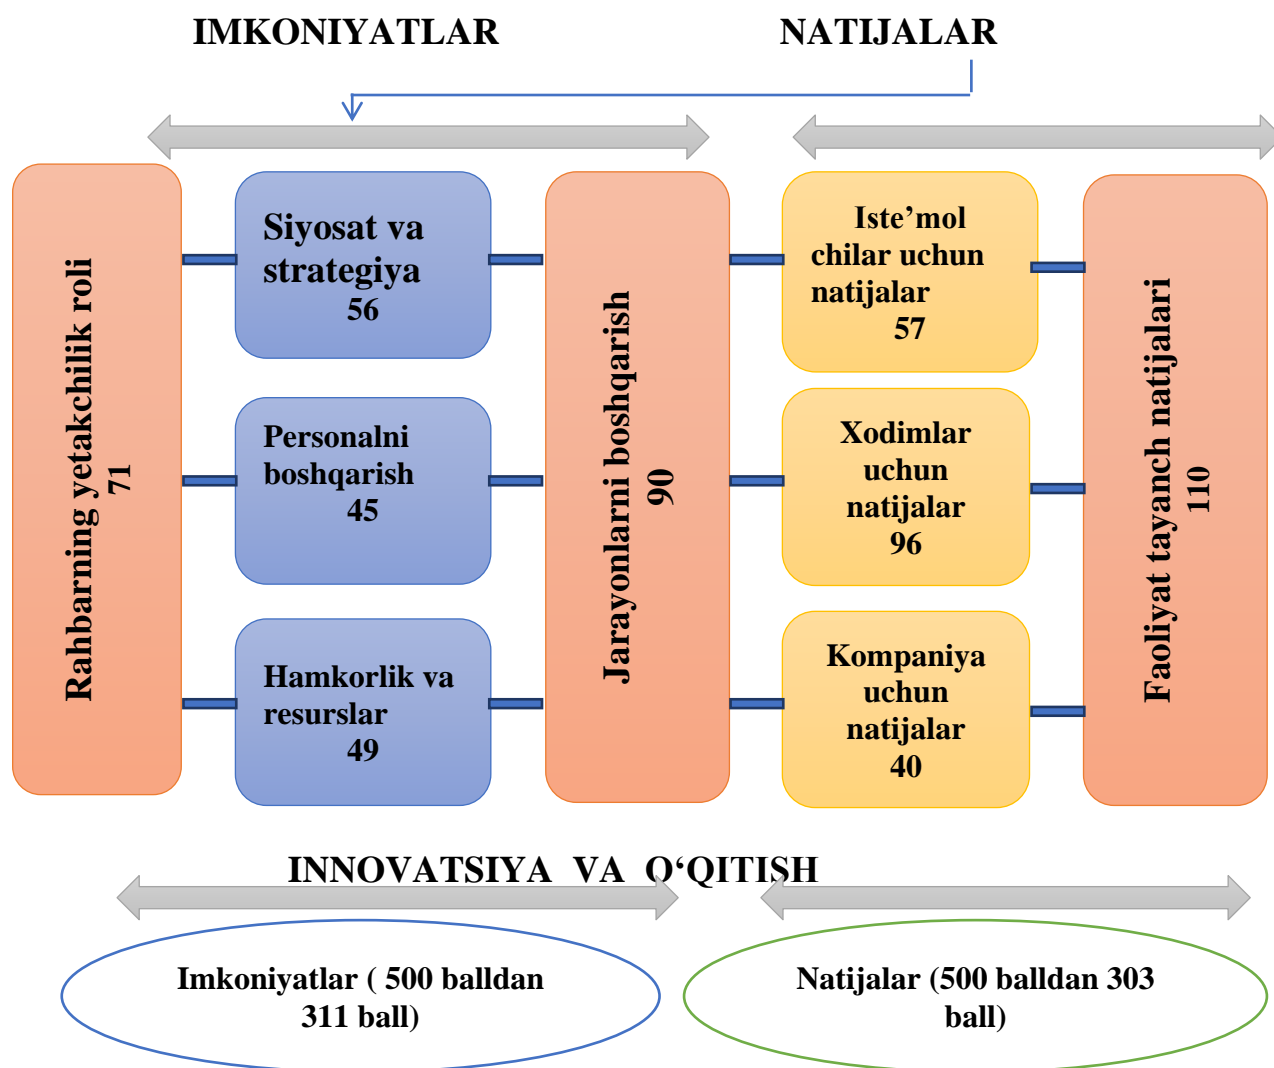 IMKONIYATLAR
NATIJALAR
Rahbarning yetakchilik roli
71
Siyosat va
strategiya
56
Personalni
boshqarish
45
Hamkorlik va
resurslar
49
Jarayonlarni boshqarish
90
Iste’mol
chilar uchun
natijalar
57
Xodimlar
uchun
natijalar
96
Kompaniya
uchun
natijalar
40
Faoliyat tayanch natijalari
110
INNOVATSIYA VA O‘QITISH
Imkoniyatlar ( 500 balldan
311 ball)
Natijalar (500 balldan 303
ball)